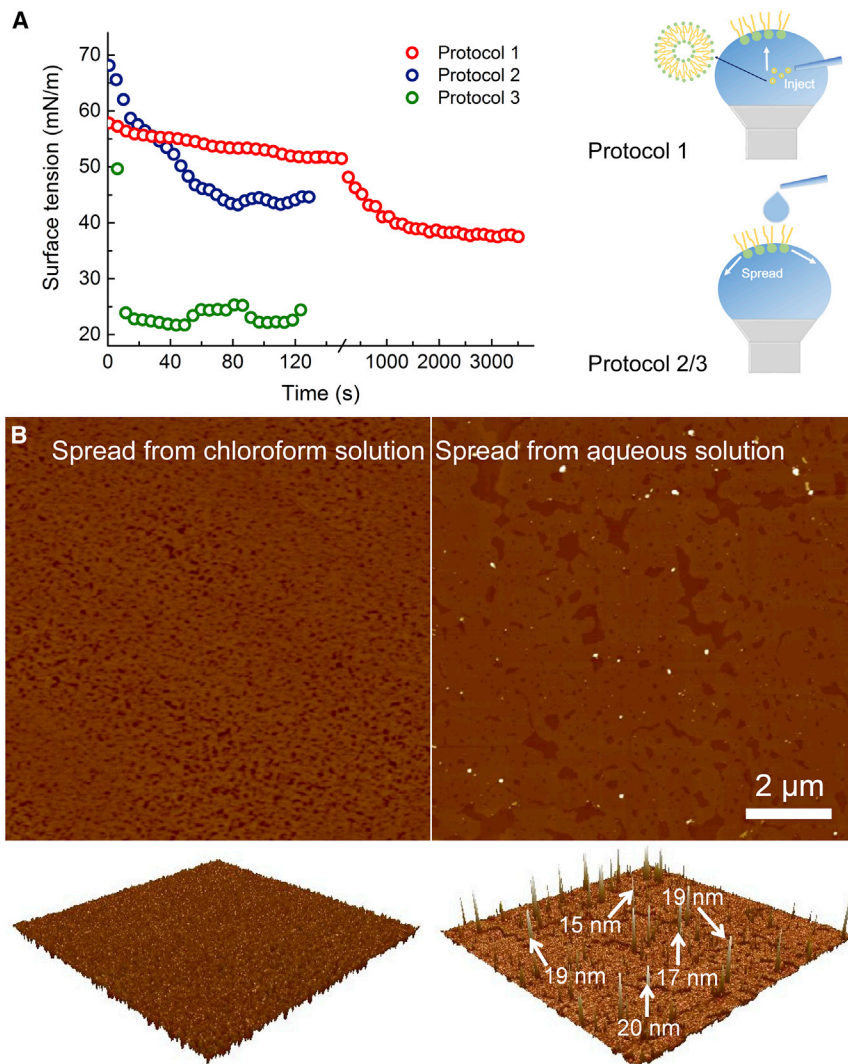 A
Surface tension (mN/m)
70
60
50
40
30
20
0
40
80
120
1000
2000
3000
Time (s)
Protocol 1
Protocol 2
Protocol 3
Inject
Protocol 1
Spread
Protocol 2/3
B
Spread from chloroform solution
Spread from aqueous solution
2 μm
15 nm
19 nm
19 nm
17 nm
20 nm